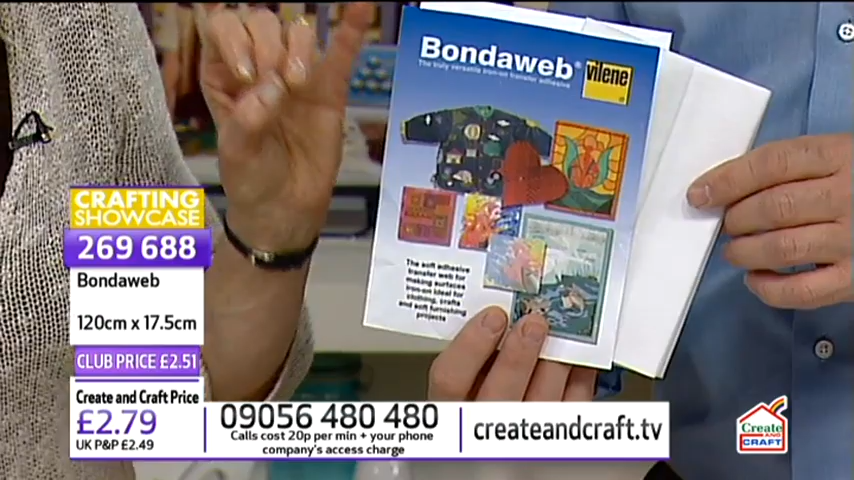 Bondaweb®
The truly versatile iron-on transfer adhesive
vilene
The soft adhesive
transfer web for
making surfaces
iron-on ideal for
clothing, crafts
and soft furnishing
projects
CRAFTING
SHOWCASE
269 688
Bondaweb
120cm x 17.5cm
CLUB PRICE £2.51
Create and Craft Price
£2.79
UK P&P £2.49
09056 480 480
Calls cost 20p per min + your phone
company's access charge
createandcraft.tv
Create
AND
CRAFT